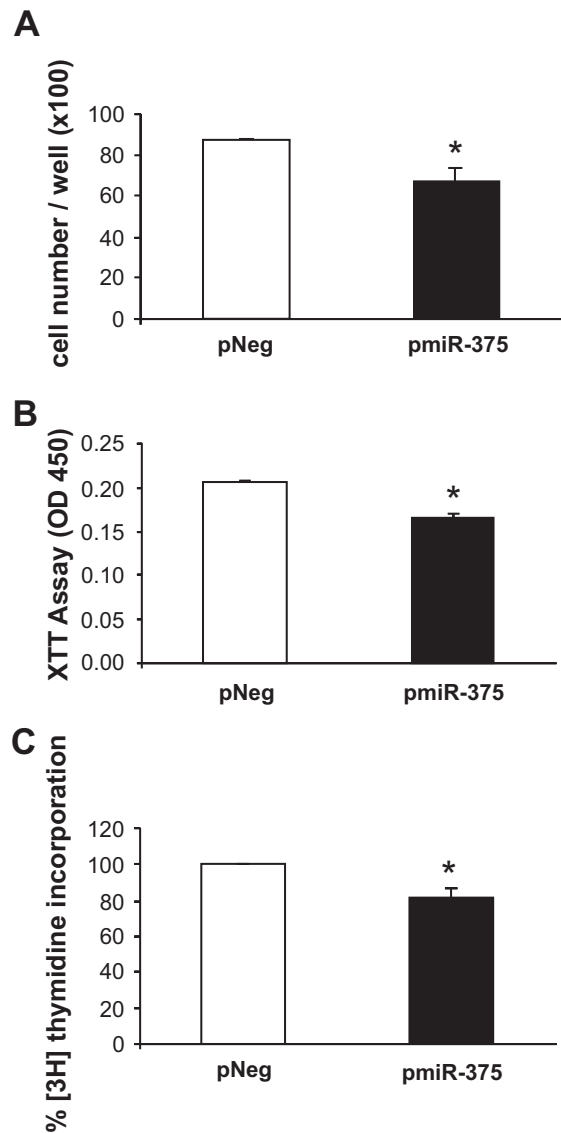 A
cell number / well (x100)
100
80
60
40
20
0
*
pNeg
pmiR-375
B
XTT Assay (OD 450)
0.25
0.20
0.15
0.10
0.05
0.00
*
pNeg
pmiR-375
C
% [3H] thymidine incorporation
120
100
80
60
40
20
0
*
pNeg
pmiR-375